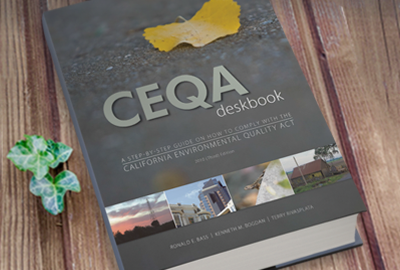 CEQA
deskbook
A STEP-BY-STEP GUIDE ON HOW TO COMPLY WITH THE
CALIFORNIA ENVIRONMENTAL QUALITY ACT
RONALD E. BASS | KENNETH M. BOGDAN | TERRY RIVASPLATA